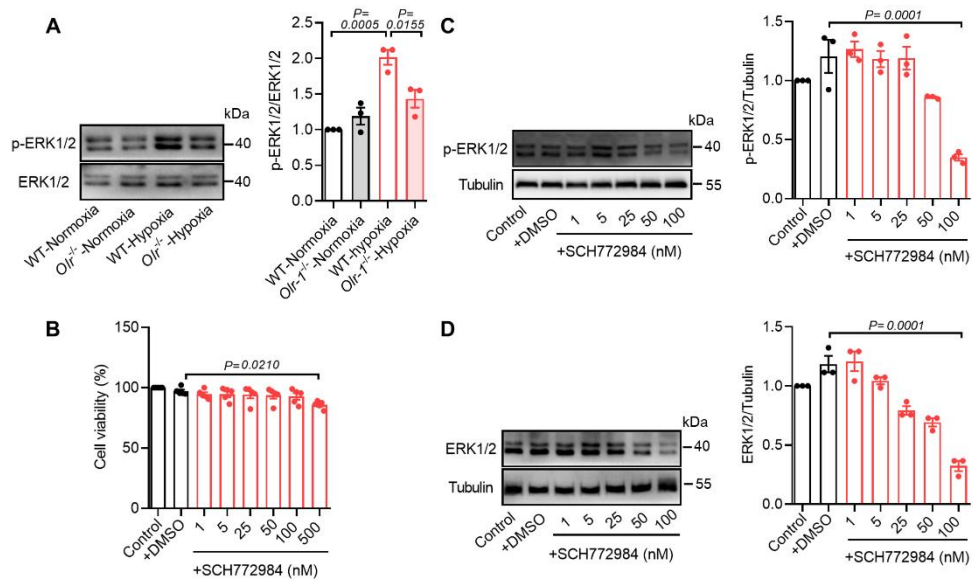 A
p-ERK1/2
ERK1/2
kDa
40
40
WT-Normoxia
Olr⁻/⁻-Normoxia
WT-Hypoxia
Olr⁻/⁻-Hypoxia
p-ERK1/2/ERK1/2
2.5
2.0
1.5
1.0
0.5
0.0
P=
0.0005
P=
0.0155
WT-Normoxia
Olr-1⁻/⁻-Normoxia
WT-Hypoxia
Olr-1⁻/⁻-Hypoxia
C
p-ERK1/2
Tubulin
kDa
40
55
Control
+DMSO
1
5
25
50
100
+SCH772984 (nM)
p-ERK1/2/Tubulin
1.5
1.0
0.5
0.0
P= 0.0001
Control
+DMSO
1
5
25
50
100
+SCH772984 (nM)
B
Cell viability (%)
150
100
50
0
P=0.0210
Control
+DMSO
1
5
25
50
100
500
+SCH772984 (nM)
D
ERK1/2
Tubulin
kDa
40
55
Control
+DMSO
1
5
25
50
100
+SCH772984 (nM)
ERK1/2/Tubulin
1.5
1.0
0.5
0.0
P= 0.0001
Control
+DMSO
1
5
25
50
100
+SCH772984 (nM)